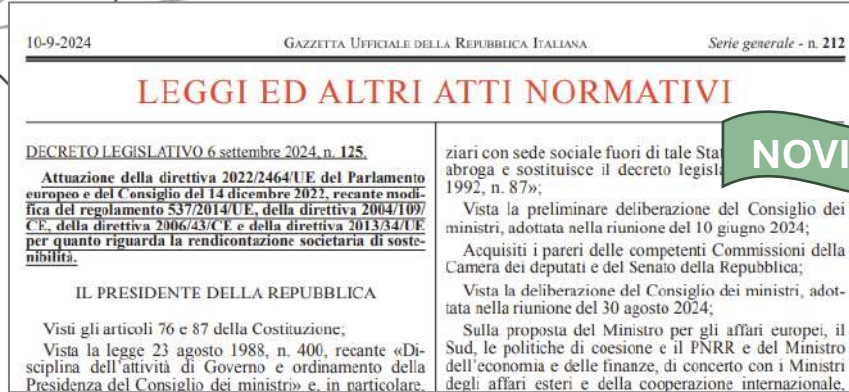 10-9-2024 GAZZETTA UFFICIALE DELLA REPUBBLICA ITALIANA Serie generale - n. 212
LEGGI ED ALTRI ATTI NORMATIVI
DECRETO LEGISLATIVO 6 settembre 2024, n. 125.
Attuazione della direttiva 2022/2464/UE del Parlamento
europeo e del Consiglio del 14 dicembre 2022, recante modi-
fica del regolamento 537/2014/UE, della direttiva 2004/109/
CE, della direttiva 2006/43/CE e della direttiva 2013/34/UE
per quanto riguarda la rendicontazione societaria di soste-
nibilità.
IL PRESIDENTE DELLA REPUBBLICA
Visti gli articoli 76 e 87 della Costituzione;
Vista la legge 23 agosto 1988, n. 400, recante «Di-
sciplina dell'attività di Governo e ordinamento della
Presidenza del Consiglio dei ministri» e, in particolare,
ziari con sede sociale fuori di tale Stat
abroga e sostituisce il decreto legisla
1992, n. 87»;
Vista la preliminare deliberazione del Consiglio dei
ministri, adottata nella riunione del 10 giugno 2024;
Acquisiti i pareri delle competenti Commissioni della
Camera dei deputati e del Senato della Repubblica;
Vista la deliberazione del Consiglio dei ministri, adot-
tata nella riunione del 30 agosto 2024;
Sulla proposta del Ministro per gli affari europei, il
Sud, le politiche di coesione e il PNRR e del Ministro
dell'economia e delle finanze, di concerto con i Ministri
degli affari esteri e della cooperazione internazionale,
NOVI